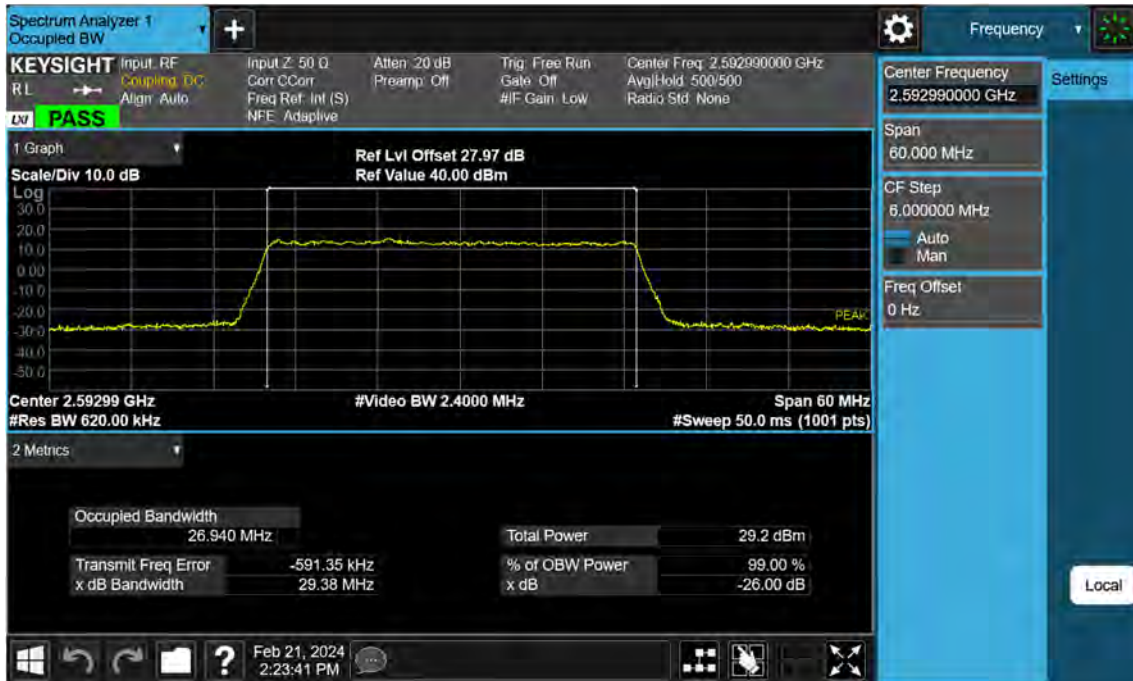 Spectrum Analyzer 1
Occupied BW
+
Frequency
KEYSIGHT Input: RF Input Z: 50 Ω Atten: 20 dB Trig: Free Run Center Freq: 2.592990000 GHz
RL Coupling: DC Corr CCorr Preamp: Off Gate: Off Avg|Hold: 500/500
Align: Auto Freq Ref: Int (S) #IF Gain: Low Radio Std: None
LXI PASS NFE: Adaptive
Center Frequency
2.592990000 GHz
Settings
Span
60.000 MHz
CF Step
6.000000 MHz
Auto
Man
Freq Offset
0 Hz
1 Graph
Ref Lvl Offset 27.97 dB
Scale/Div 10.0 dB Ref Value 40.00 dBm
Log
30.0
20.0
10.0
0.00
-10.0
-20.0
PEAK
-30.0
-40.0
-50.0
Center 2.59299 GHz #Video BW 2.4000 MHz Span 60 MHz
#Res BW 620.00 kHz #Sweep 50.0 ms (1001 pts)
2 Metrics
Occupied Bandwidth
26.940 MHz Total Power 29.2 dBm
Transmit Freq Error -591.35 kHz % of OBW Power 99.00 %
x dB Bandwidth 29.38 MHz x dB -26.00 dB
Local
? Feb 21, 2024
2:23:41 PM